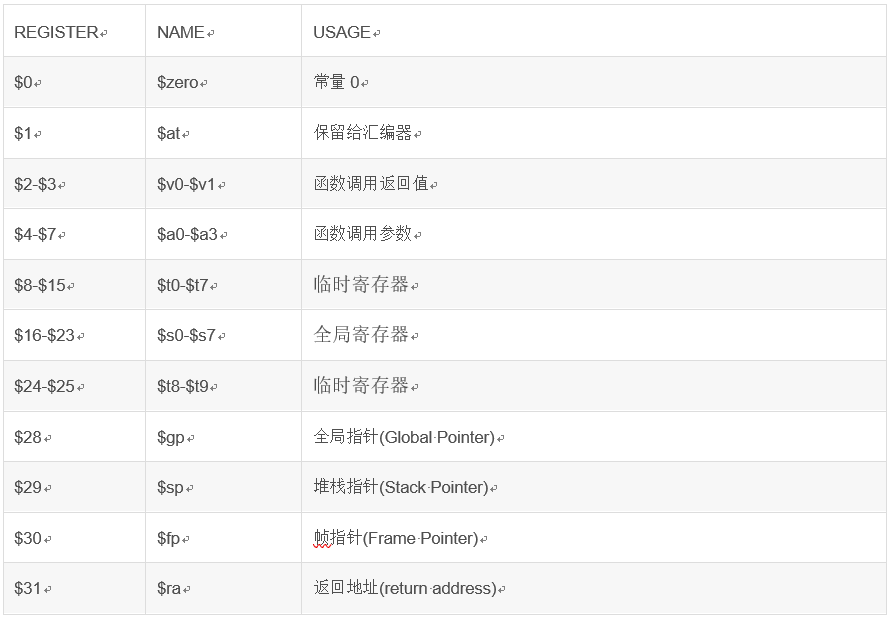 REGISTER NAME USAGE
$0 $zero 常量 0
$1 $at 保留给汇编器
$2-$3 $v0-$v1 函数调用返回值
$4-$7 $a0-$a3 函数调用参数
$8-$15 $t0-$t7 临时寄存器
$16-$23 $s0-$s7 全局寄存器
$24-$25 $t8-$t9 临时寄存器
$28 $gp 全局指针(Global Pointer)
$29 $sp 堆栈指针(Stack Pointer)
$30 $fp 帧指针(Frame Pointer)
$31 $ra 返回地址(return address)